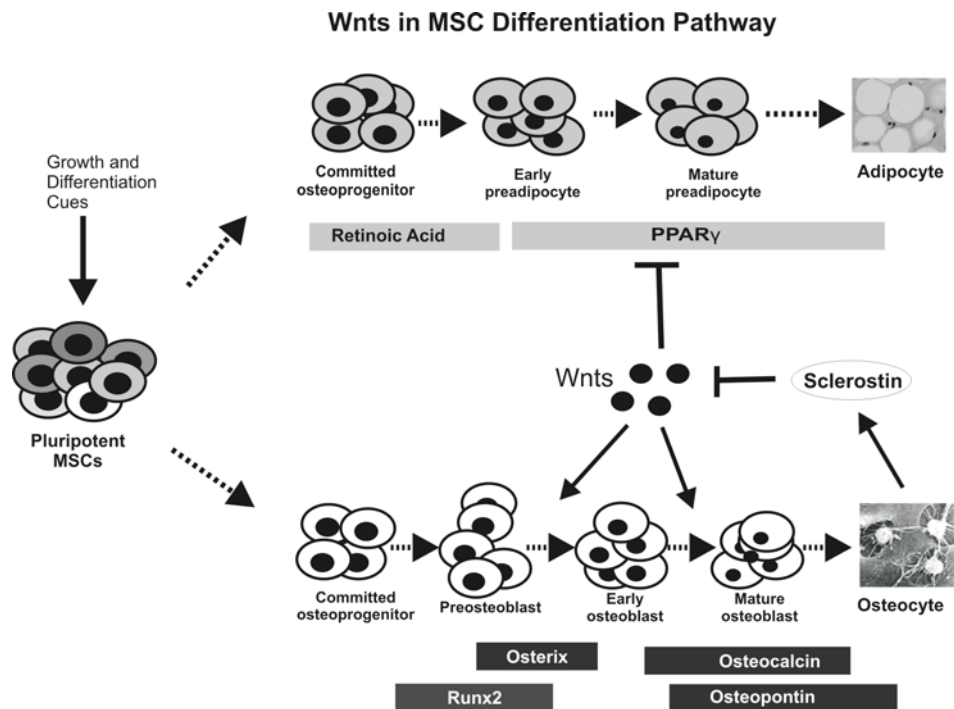 Wnts in MSC Differentiation Pathway
Growth and
Differentiation
Cues
Committed
osteoprogenitor
Early
preadipocyte
Mature
preadipocyte
Adipocyte
Retinoic Acid
PPARγ
Wnts
Sclerostin
Pluripotent
MSCs
Committed
osteoprogenitor
Preosteoblast
Early
osteoblast
Mature
osteoblast
Osteocyte
Osterix
Osteocalcin
Runx2
Osteopontin